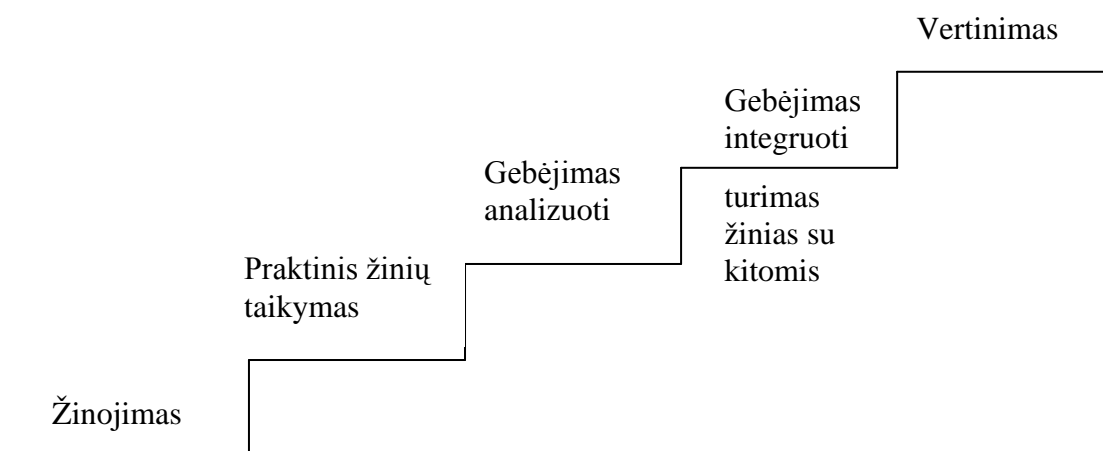 Vertinimas
Gebėjimas
integruoti
turimas
žinias su
kitomis
Gebėjimas
analizuoti
Praktinis žinių
taikymas
Žinojimas